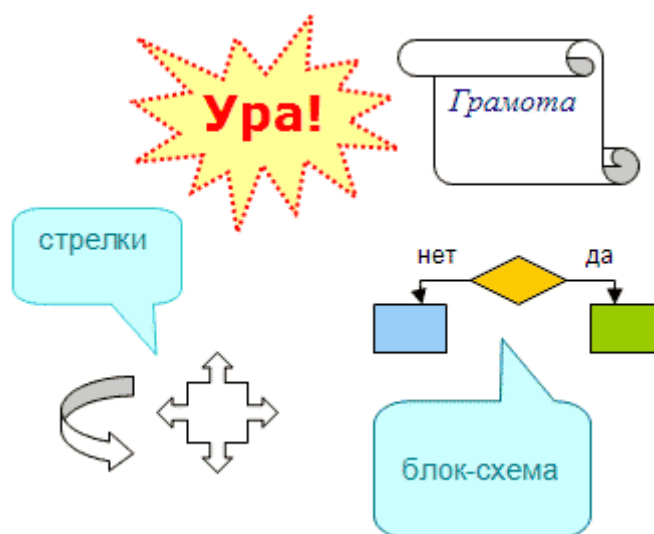 Ура!
Грамота
стрелки
нет
да
блок-схема